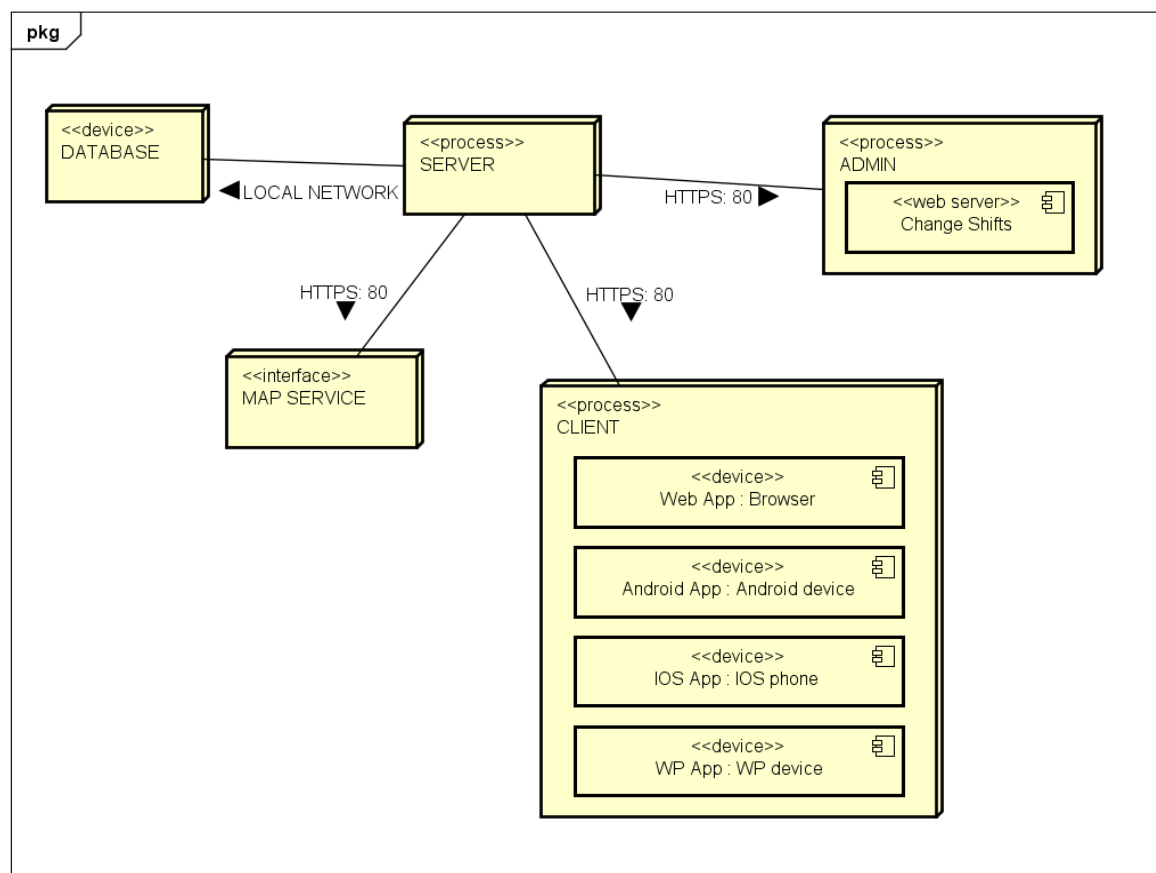 pkg
<<device>>
DATABASE
<<process>>
SERVER
<<process>>
ADMIN
<<web server>>
Change Shifts
LOCAL NETWORK
HTTPS: 80
HTTPS: 80
HTTPS: 80
<<interface>>
MAP SERVICE
<<process>>
CLIENT
<<device>>
Web App : Browser
<<device>>
Android App : Android device
<<device>>
IOS App : IOS phone
<<device>>
WP App : WP device